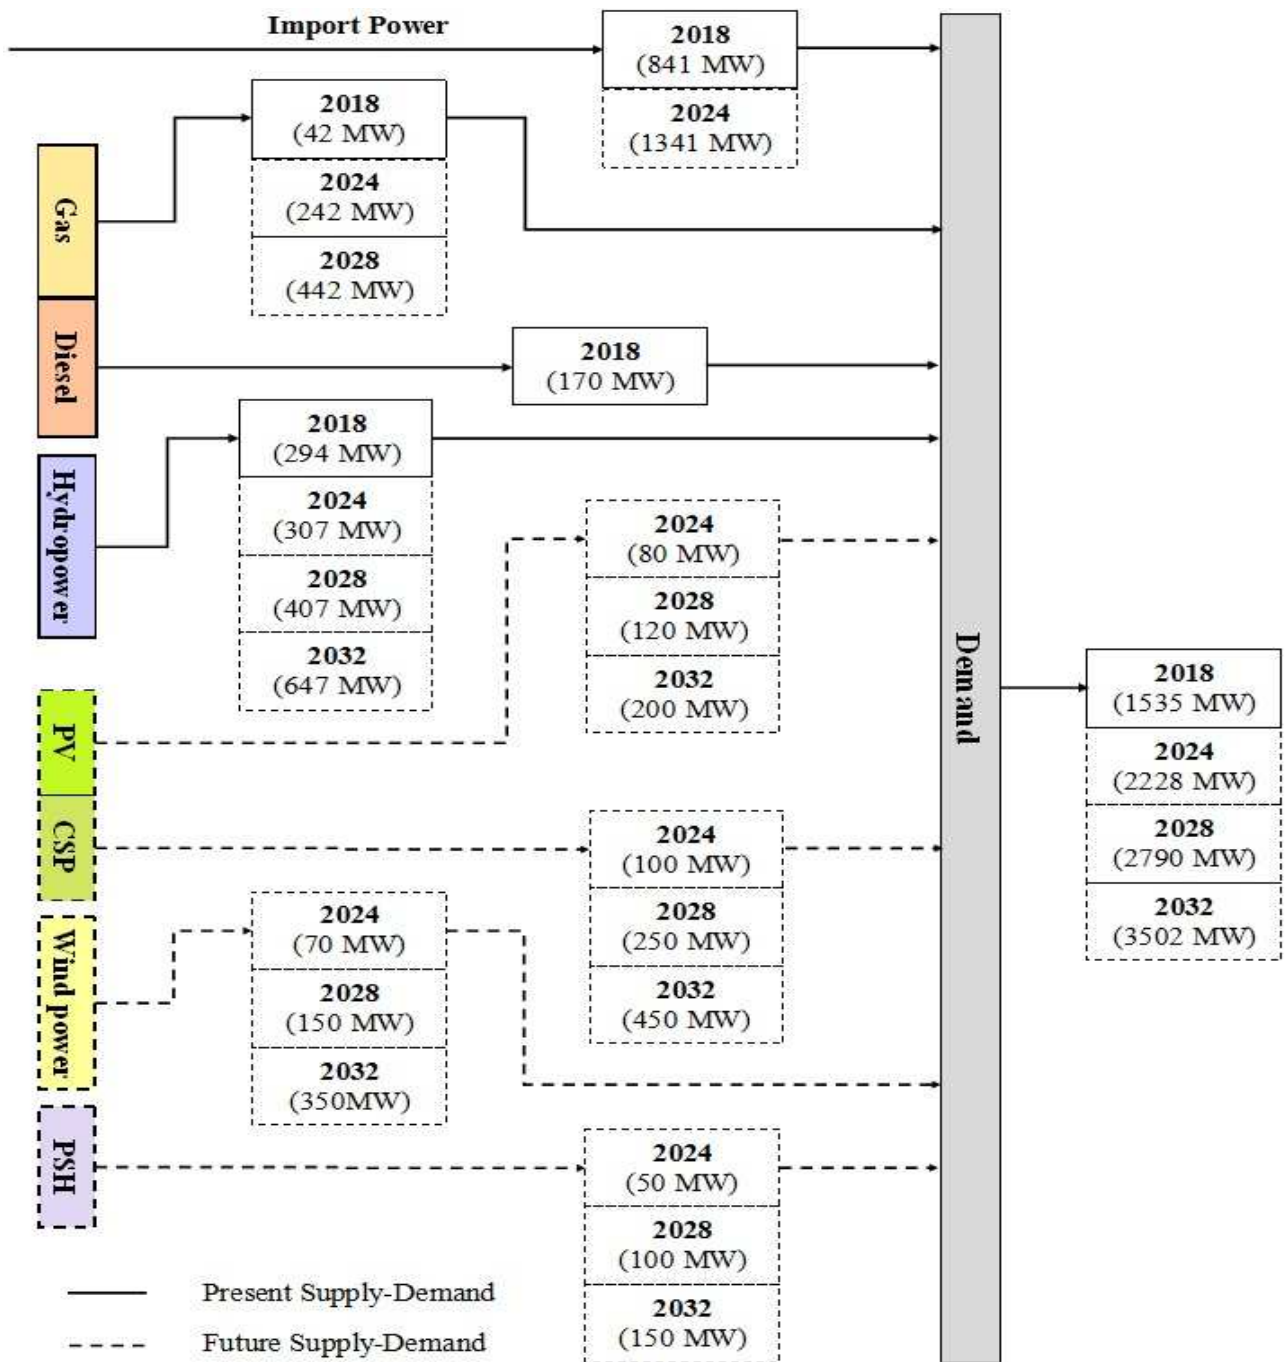 Import Power
2018
(841 MW)
2024
(1341 MW)
Gas
2018
(42 MW)
2024
(242 MW)
2028
(442 MW)
Diesel
2018
(170 MW)
Hydropower
2018
(294 MW)
2024
(307 MW)
2028
(407 MW)
2032
(647 MW)
PV
2024
(80 MW)
2028
(120 MW)
2032
(200 MW)
CSP
2024
(100 MW)
2028
(250 MW)
2032
(450 MW)
Wind power
2024
(70 MW)
2028
(150 MW)
2032
(350MW)
PSH
2024
(50 MW)
2028
(100 MW)
2032
(150 MW)
Demand
2018
(1535 MW)
2024
(2228 MW)
2028
(2790 MW)
2032
(3502 MW)
Present Supply-Demand
Future Supply-Demand